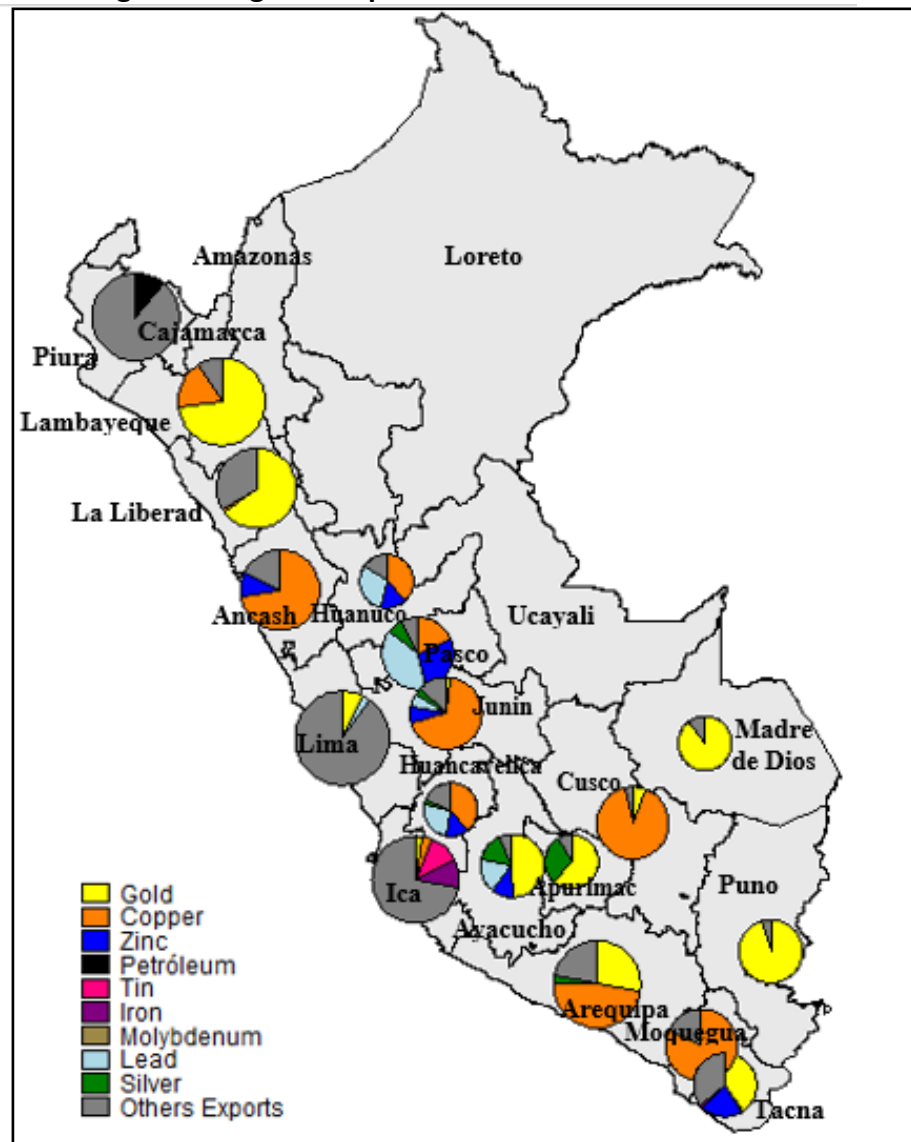 Amazonas
Loreto
Cajamarca
Piura
Lambayeque
La Liberad
Ancash
Huanuco
Ucayali
Pasco
Junin
Lima
Madre
de Dios
Huancavelica
Cusco
Ica
Apurimac
Puno
Ayacucho
Arequipa
Moquegua
Tacna
Gold
Copper
Zinc
Petróleum
Tin
Iron
Molybdenum
Lead
Silver
Others Exports